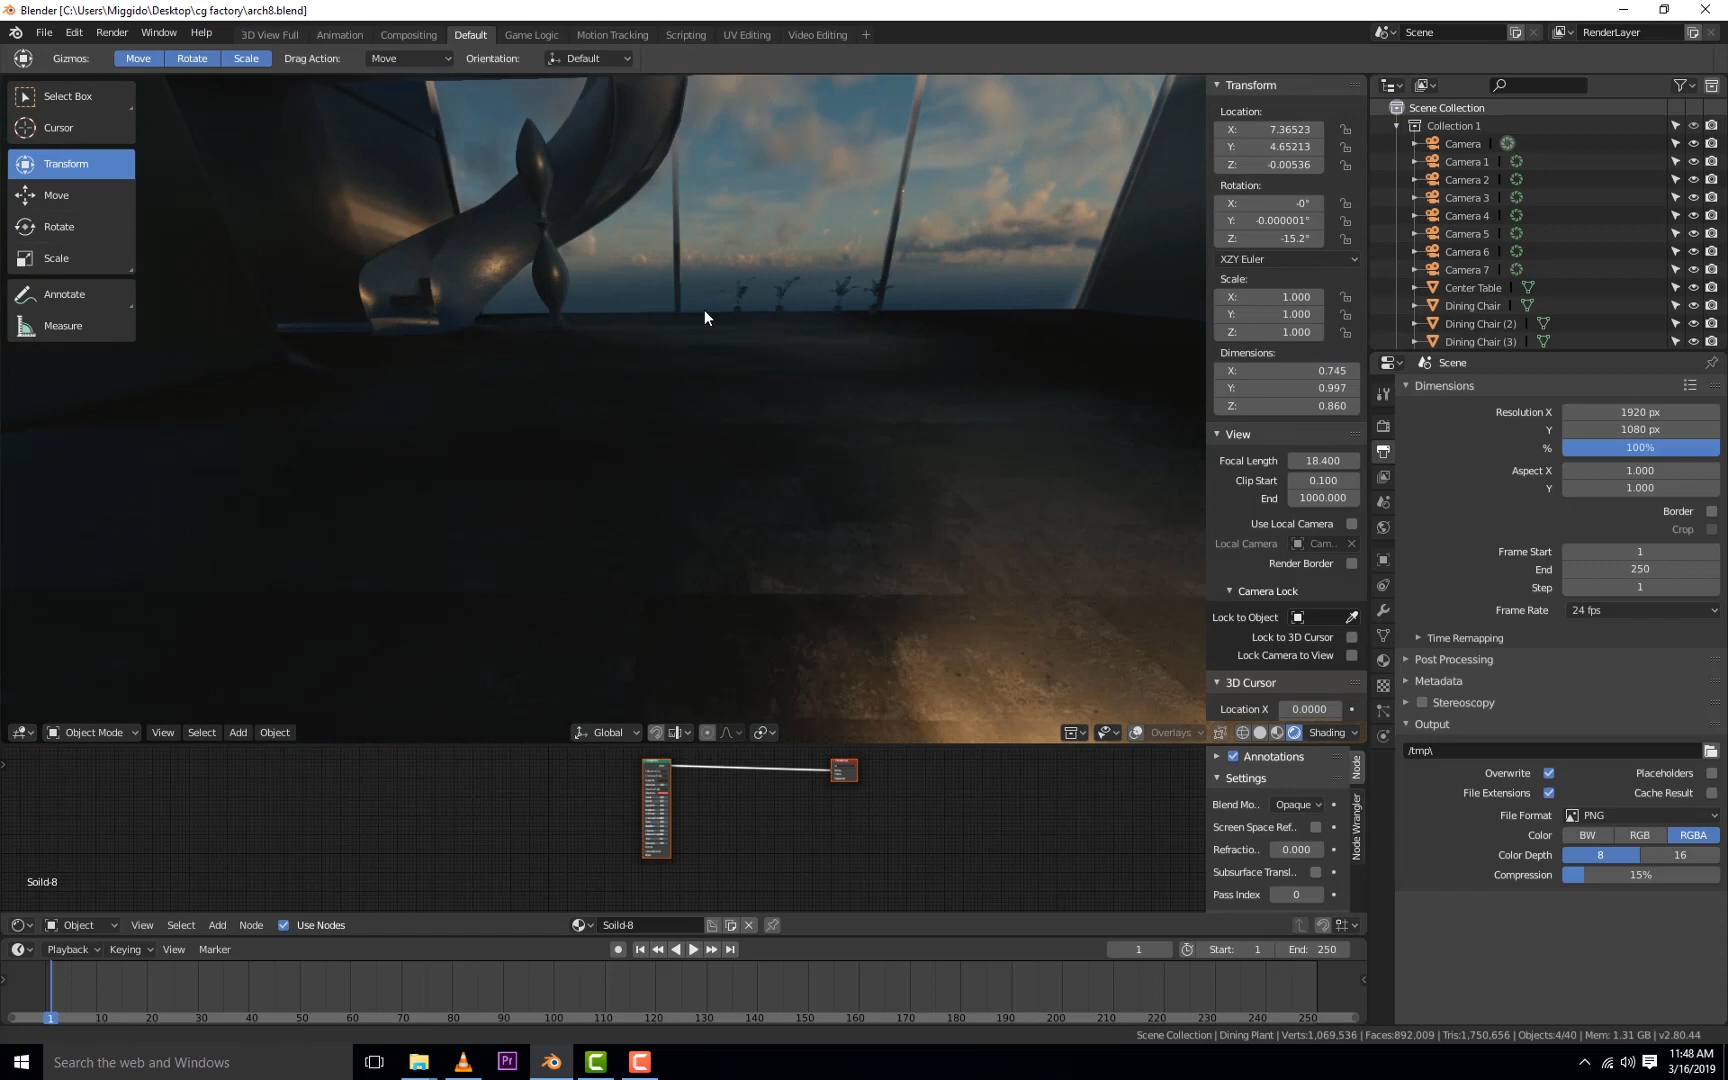 Blender [C:\Users\Miggido\Desktop\cg factory\arch8.blend]
File Edit Render Window Help
3D View Full Animation Compositing Default Game Logic Motion Tracking Scripting UV Editing Video Editing +
Scene RenderLayer
Gizmos: Move Rotate Scale Drag Action: Move Orientation: Default
Select Box
Cursor
Transform
Move
Rotate
Scale
Annotate
Measure
Transform
Location:
X: 7.36523
Y: 4.65213
Z: -0.00536
Rotation:
X: -0°
Y: -0.000001°
Z: -15.2°
XZY Euler
Scale:
X: 1.000
Y: 1.000
Z: 1.000
Dimensions:
X: 0.745
Y: 0.997
Z: 0.860
View
Focal Length 18.400
Clip Start 0.100
End 1000.000
Use Local Camera
Local Camera Cam..
Render Border
Camera Lock
Lock to Object
Lock to 3D Cursor
Lock Camera to View
3D Cursor
Location X 0.0000
Scene Collection
Collection 1
Camera
Camera 1
Camera 2
Camera 3
Camera 4
Camera 5
Camera 6
Camera 7
Center Table
Dining Chair
Dining Chair (2)
Dining Chair (3)
Scene
Dimensions
Resolution X 1920 px
Y 1080 px
% 100%
Aspect X 1.000
Y 1.000
Border
Crop
Frame Start 1
End 250
Step 1
Frame Rate 24 fps
Time Remapping
Post Processing
Metadata
Stereoscopy
Output
/tmp\
Overwrite Placeholders
File Extensions Cache Result
File Format PNG
Color BW RGB RGBA
Color Depth 8 16
Compression 15%
Object Mode View Select Add Object Global Overlays Shading
Annotations
Settings
Blend Mo.. Opaque
Screen Space Ref..
Refractio.. 0.000
Subsurface Transl..
Pass Index 0
Node
Node Wrangler
Soild-8
Object View Select Add Node Use Nodes Soild-8
Playback Keying View Marker 1 Start: 1 End: 250
1 10 20 30 40 50 60 70 80 90 100 110 120 130 140 150 160 170 180 190 200 210 220 230 240 250
Scene Collection | Dining Plant | Verts:1,069,536 | Faces:892,009 | Tris:1,750,656 | Objects:4/40 | Mem: 1.31 GB | v2.80.44
Search the web and Windows
Pr
11:48 AM
3/16/2019